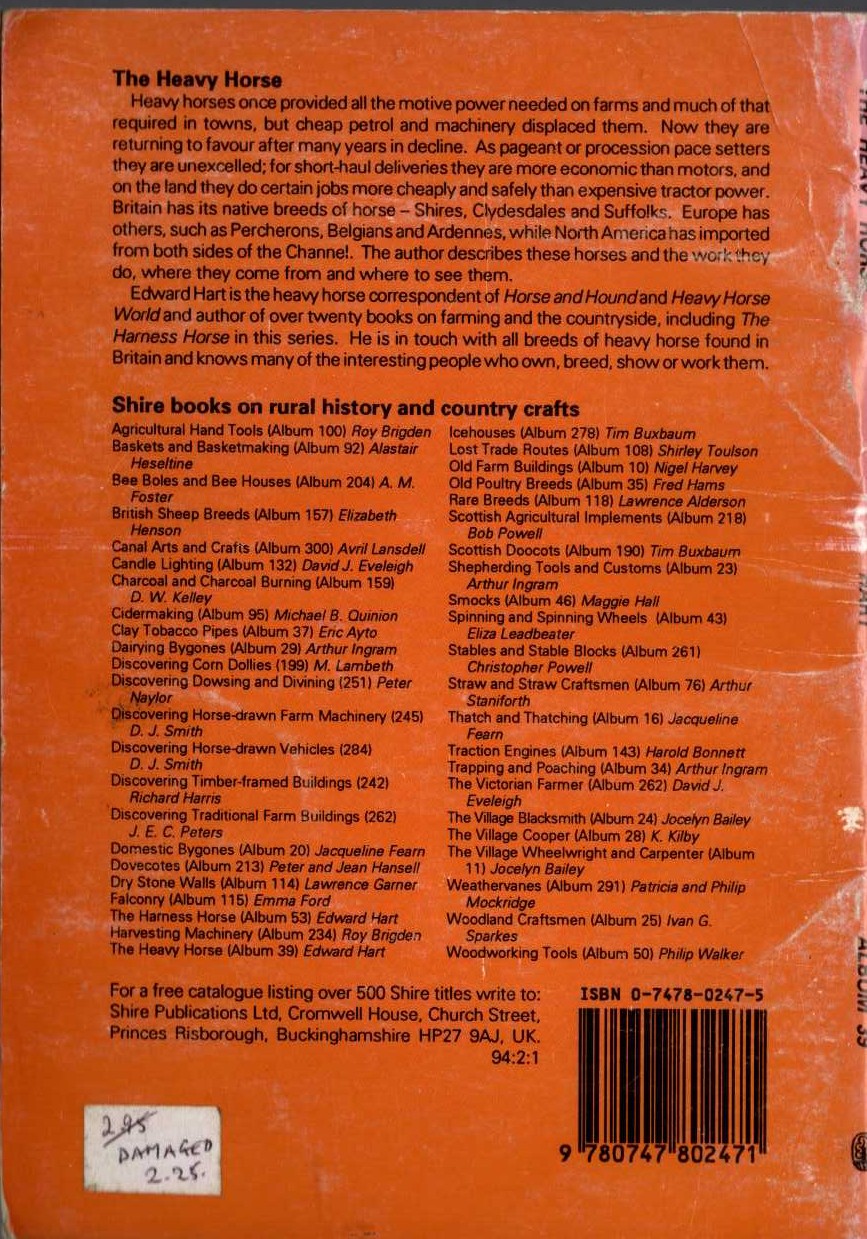 The Heavy Horse
Heavy horses once provided all the motive power needed on farms and much of that
required in towns, but cheap petrol and machinery displaced them. Now they are
returning to favour after many years in decline. As pageant or procession pace setters
they are unexcelled; for short-haul deliveries they are more economic than motors, and
on the land they do certain jobs more cheaply and safely than expensive tractor power.
Britain has its native breeds of horse – Shires, Clydesdales and Suffolks. Europe has
others, such as Percherons, Belgians and Ardennes, while North America has imported
from both sides of the Channel. The author describes these horses and the work they
do, where they come from and where to see them.
Edward Hart is the heavy horse correspondent of Horse and Hound and Heavy Horse
World and author of over twenty books on farming and the countryside, including The
Harness Horse in this series. He is in touch with all breeds of heavy horse found in
Britain and knows many of the interesting people who own, breed, show or work them.
Shire books on rural history and country crafts
Agricultural Hand Tools (Album 100) Roy Brigden
Baskets and Basketmaking (Album 92) Alastair
Heseltine
Bee Boles and Bee Houses (Album 204) A. M.
Foster
British Sheep Breeds (Album 157) Elizabeth
Henson
Canal Arts and Crafts (Album 300) Avril Lansdell
Candle Lighting (Album 132) David J. Eveleigh
Charcoal and Charcoal Burning (Album 159)
D. W. Kelley
Cidermaking (Album 95) Michael B. Quinion
Clay Tobacco Pipes (Album 37) Eric Ayto
Dairying Bygones (Album 29) Arthur Ingram
Discovering Corn Dollies (199) M. Lambeth
Discovering Dowsing and Divining (251) Peter
Naylor
Discovering Horse-drawn Farm Machinery (245)
D. J. Smith
Discovering Horse-drawn Vehicles (284)
D. J. Smith
Discovering Timber-framed Buildings (242)
Richard Harris
Discovering Traditional Farm Buildings (262)
J. E. C. Peters
Domestic Bygones (Album 20) Jacqueline Fearn
Dovecotes (Album 213) Peter and Jean Hansell
Dry Stone Walls (Album 114) Lawrence Garner
Falconry (Album 115) Emma Ford
The Harness Horse (Album 53) Edward Hart
Harvesting Machinery (Album 234) Roy Brigden
The Heavy Horse (Album 39) Edward Hart
Icehouses (Album 278) Tim Buxbaum
Lost Trade Routes (Album 108) Shirley Toulson
Old Farm Buildings (Album 10) Nigel Harvey
Old Poultry Breeds (Album 35) Fred Hams
Rare Breeds (Album 118) Lawrence Alderson
Scottish Agricultural Implements (Album 218)
Bob Powell
Scottish Doocots (Album 190) Tim Buxbaum
Shepherding Tools and Customs (Album 23)
Arthur Ingram
Smocks (Album 46) Maggie Hall
Spinning and Spinning Wheels (Album 43)
Eliza Leadbeater
Stables and Stable Blocks (Album 261)
Christopher Powell
Straw and Straw Craftsmen (Album 76) Arthur
Staniforth
Thatch and Thatching (Album 16) Jacqueline
Fearn
Traction Engines (Album 143) Harold Bonnett
Trapping and Poaching (Album 34) Arthur Ingram
The Victorian Farmer (Album 262) David J.
Eveleigh
The Village Blacksmith (Album 24) Jocelyn Bailey
The Village Cooper (Album 28) K. Kilby
The Village Wheelwright and Carpenter (Album
11) Jocelyn Bailey
Weathervanes (Album 291) Patricia and Philip
Mockridge
Woodland Craftsmen (Album 25) Ivan G.
Sparkes
Woodworking Tools (Album 50) Philip Walker
For a free catalogue listing over 500 Shire titles write to:
Shire Publications Ltd, Cromwell House, Church Street,
Princes Risborough, Buckinghamshire HP27 9AJ, UK.
94:2:1
ISBN 0-7478-0247-5
9 780747 802471
2.95
DAMAGED
2.25.